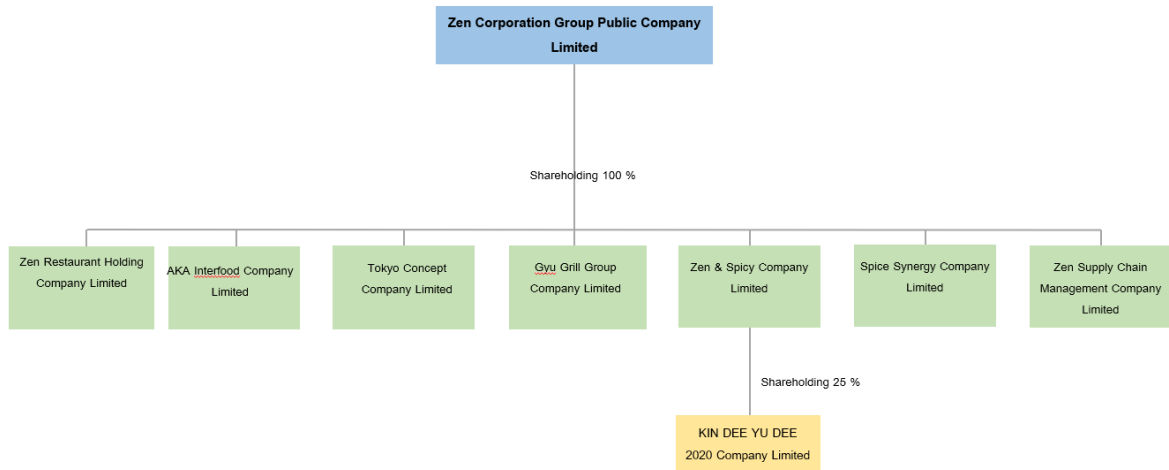 Zen Corporation Group Public Company
Limited
Shareholding 100 %
Zen Restaurant Holding
Company Limited
AKA Interfood Company
Limited
Tokyo Concept
Company Limited
Gyu Grill Group
Company Limited
Zen & Spicy Company
Limited
Spice Synergy Company
Limited
Zen Supply Chain
Management Company
Limited
Shareholding 25 %
KIN DEE YU DEE
2020 Company Limited